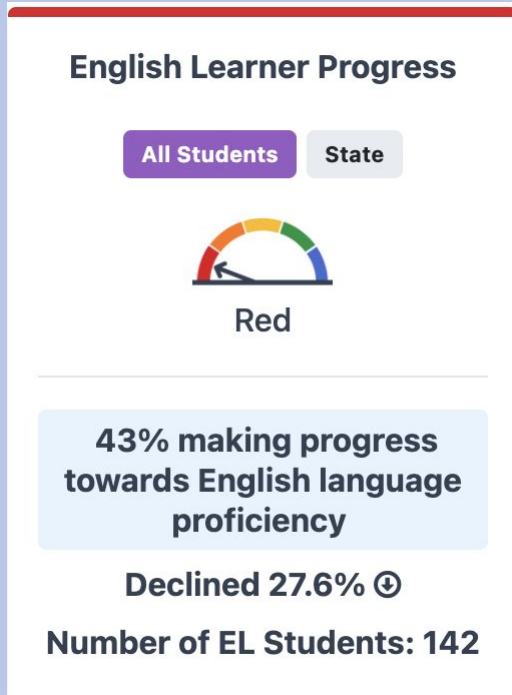 English Learner Progress
All Students
State
Red
43% making progress
towards English language
proficiency
Declined 27.6%
Number of EL Students: 142